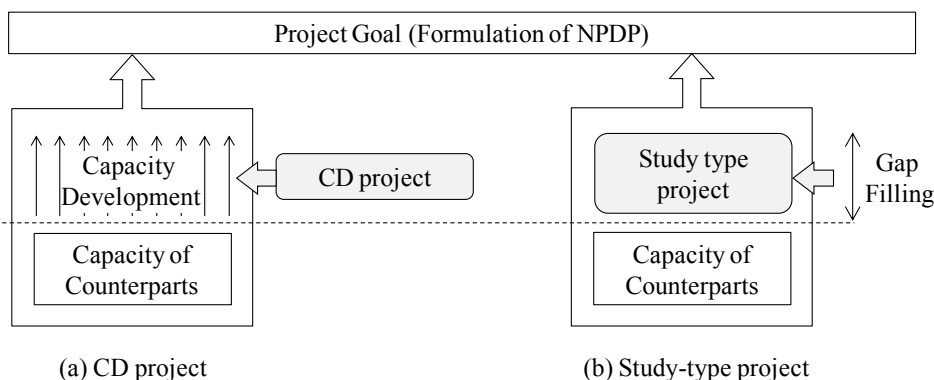 Project Goal (Formulation of NPDP)
Capacity
Development
CD project
Capacity of
Counterparts
Study type
project
Gap
Filling
Capacity of
Counterparts
(a) CD project
(b) Study-type project